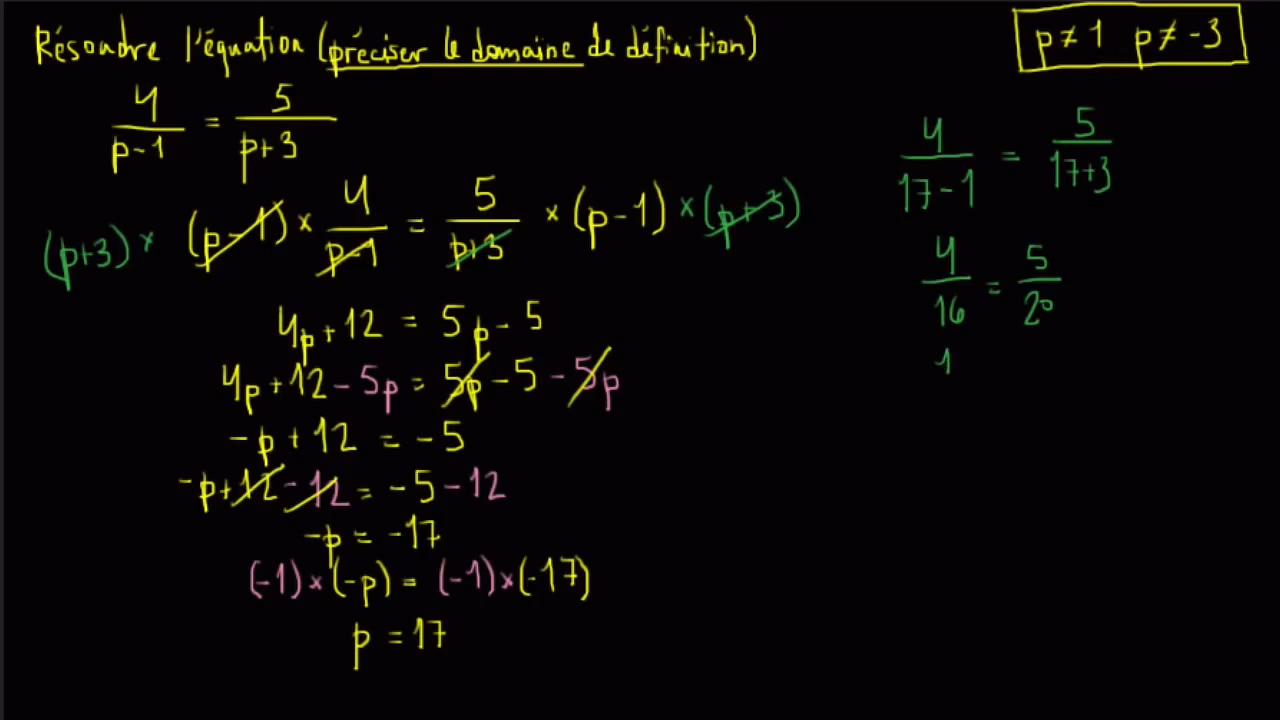 Résoudre l'équation (préciser le domaine de définition)
p ≠ 1 p ≠ -3
4/(p-1) = 5/(p+3)
(p+3) × (p-1) × 4/(p-1) = 5/(p+3) × (p-1) × (p+3)
4p + 12 = 5p - 5
4p + 12 - 5p = 5p - 5 - 5p
-p + 12 = -5
-p + 12 - 12 = -5 - 12
-p = -17
(-1) × (-p) = (-1) × (-17)
p = 17
4/(17-1) = 5/(17+3)
4/16 = 5/20
1